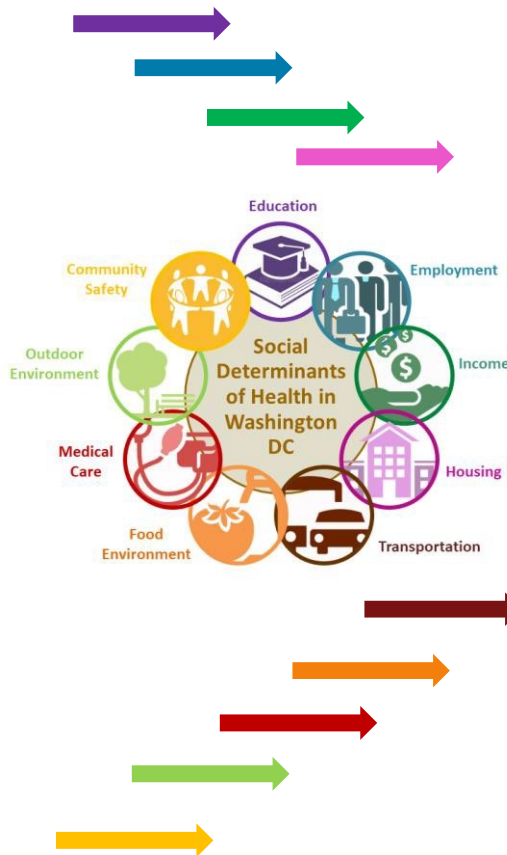 Education
Community
Safety
Employment
Outdoor
Environment
Social
Determinants
of Health in
Washington
DC
Income
Medical
Care
Housing
Food
Environment
Transportation
$
$
$